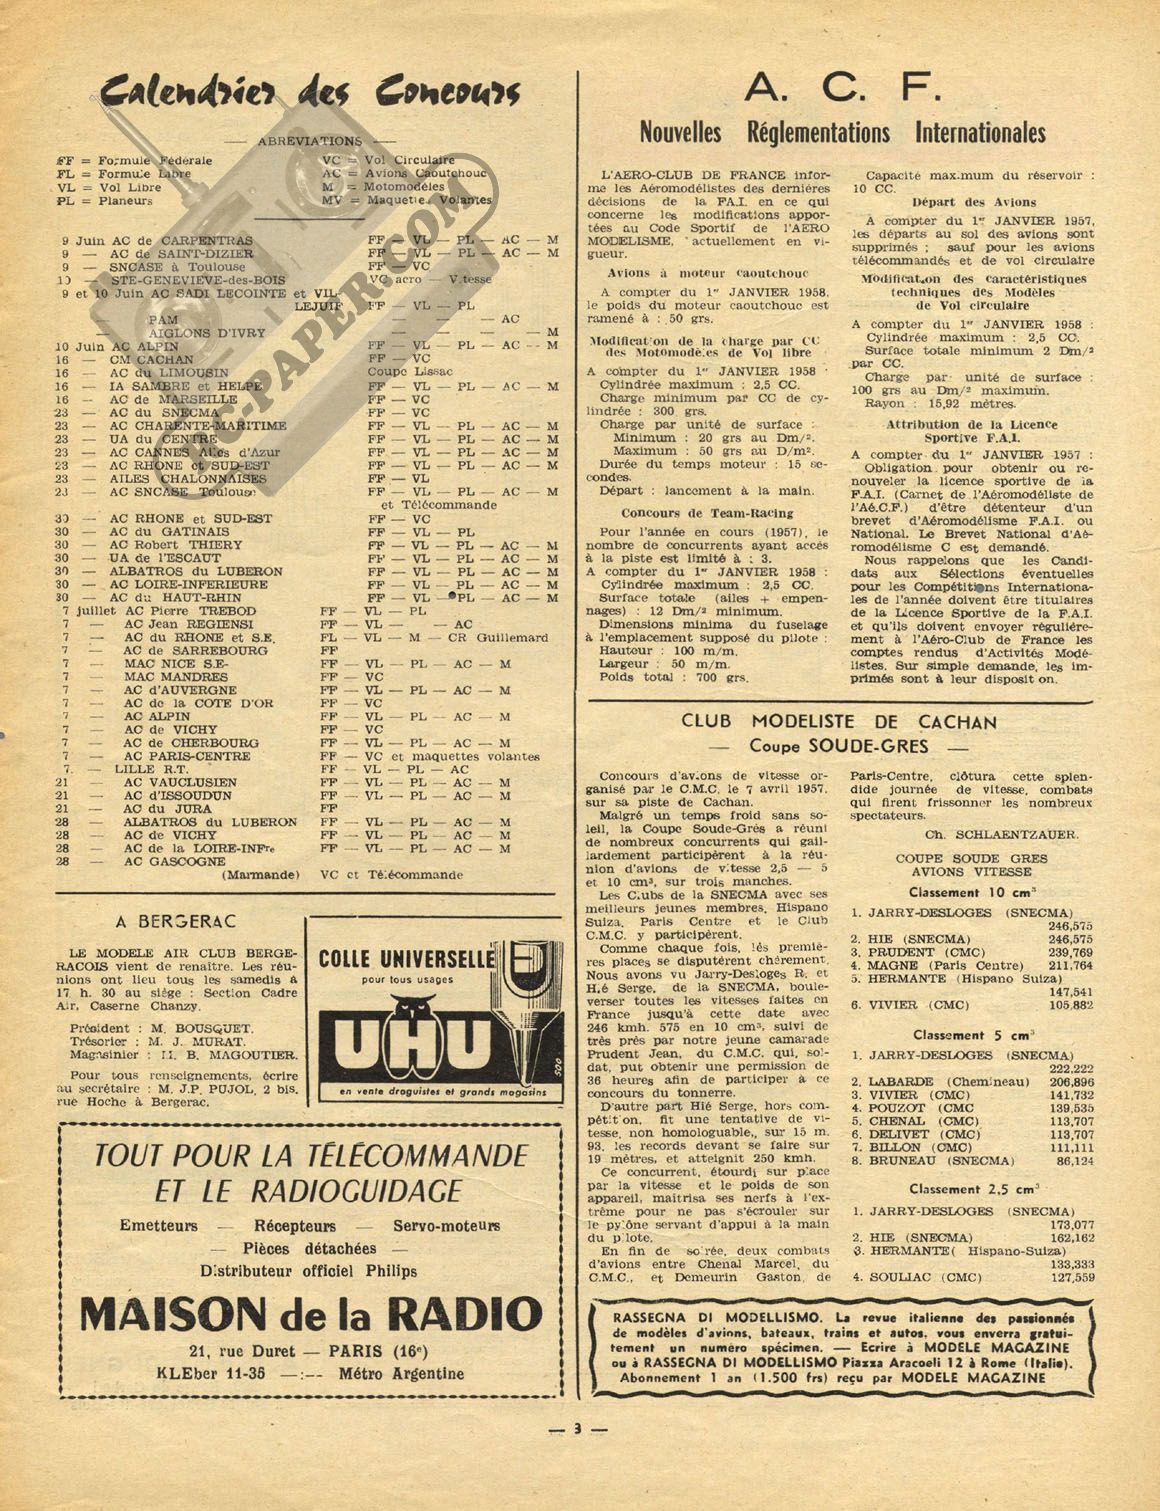 Calendrier des Concours
— ABREVIATIONS —
FF = Formule Fédérale
FL = Formule Libre
VL = Vol Libre
PL = Planeurs
VC = Vol Circulaire
AC = Avions Caoutchouc
M = Motomodèles
MV = Maquette Volantes
9 Juin AC de CARPENTRAS FF — VL — PL — AC — M
9 — AC de SAINT-DIZIER FF — VL — PL — AC — M
9 — SNCASE à Toulouse FF — VC
10 — STE-GENEVIEVE-des-BOIS VC acro — Vitesse
9 et 10 Juin AC SADI LECOINTE et VIL-
LEJUIF FF — VL — PL
— PAM — — — AC
— AIGLONS D'IVRY — — — — M
10 Juin AC ALPIN FF — VL — PL — AC — M
16 — CM CACHAN FF — VC
16 — AC du LIMOUSIN Coupe Lissac
16 — IA SAMBRE et HELPE FF — VL — PL — AC — M
16 — AC de MARSEILLE FF — VC
23 — AC du SNECMA FF — VC
23 — AC CHARENTE-MARITIME FF — VL — PL — AC — M
23 — UA du CENTRE FF — VL — PL — AC — M
23 — AC CANNES Ailes d'Azur FF — VL — PL — AC — M
23 — AC RHONE et SUD-EST FF — VL — PL — AC — M
23 — AILES CHALONNAISES FF — VL
23 — AC SNCASE Toulouse FF — VL — PL — AC — M
et Télécommande
30 — AC RHONE et SUD-EST FF — VC
30 — AC du GATINAIS FF — VL — PL
30 — AC Robert THIERY FF — VL — PL — AC — M
30 — UA de l'ESCAUT FF — VL — PL — AC — M
30 — ALBATROS du LUBERON FF — VL — PL — AC — M
30 — AC LOIRE-INFERIEURE FF — VL — PL — AC — M
30 — AC du HAUT-RHIN FF — VL — PL — AC — M
7 juillet AC Pierre TREBOD FF — VL — PL
7 — AC Jean REGIENSI FF — — AC
7 — AC du RHONE et S.E. FL — VL — M — CR Guillemard
7 — AC de SARREBOURG FF
7 — MAC NICE S.E- FF — VL — PL — AC — M
7 — MAC MANDRES FF — VC
7 — AC d'AUVERGNE FF — VL — PL — AC — M
7 — AC de la COTE D'OR FF — VC
7 — AC ALPIN FF — VL — PL — AC — M
7 — AC de VICHY FF — VC
7 — AC de CHERBOURG FF — VL — PL — AC — M
7 — AC PARIS-CENTRE FF — VC et maquettes volantes
7. — LILLE R.T. FF — VL — PL — AC
21 — AC VAUCLUSIEN FF — VL — PL — AC — M
21 — AC d'ISSOUDUN FF — VL — PL — AC — M
21 — AC du JURA FF
28 — ALBATROS du LUBERON FF — VL — PL — AC — M
28 — AC de VICHY FF — VL — PL — AC — M
28 — AC de la LOIRE-INFre FF — VL — PL — AC — M
28 — AC GASCOGNE
(Marmande) VC et Télécommande
A BERGERAC
LE MODELE AIR CLUB BERGE-
RACOIS vient de renaitre. Les réu-
nions ont lieu tous les samedis à
17 h. 30 au siège : Section Cadre
Air, Caserne Chanzy.
Président : M. BOUSQUET.
Trésorier : M. J. MURAT.
Magasinier : M. B. MAGOUTIER.
Pour tous renseignements, écrire
au secrétaire : M. J.P. PUJOL, 2 bis,
rue Hoche à Bergerac.
COLLE UNIVERSELLE
pour tous usages
UHU
500
en vente droguistes et grands magasins
TOUT POUR LA TÉLÉCOMMANDE
ET LE RADIOGUIDAGE
Emetteurs — Récepteurs — Servo-moteurs
— Pièces détachées —
Distributeur officiel Philips
MAISON de la RADIO
21, rue Duret — PARIS (16e)
KLEber 11-36 —:— Métro Argentine
A. C. F.
Nouvelles Réglementations Internationales
L'AERO-CLUB DE FRANCE infor-
me les Aéromodélistes des dernières
décisions de la F.A.I. en ce qui
concerne les modifications appor-
tées au Code Sportif de l'AERO
MODELISME, actuellement en vi-
gueur.
Avions à moteur caoutchouc
A compter du 1er JANVIER 1958,
le poids du moteur caoutchouc est
ramené à : 50 grs.
Modification de la charge par CC
des Motomodèles de Vol libre
A compter du 1er JANVIER 1958 :
Cylindrée maximum : 2,5 CC.
Charge minimum par CC de cy-
lindrée : 300 grs.
Charge par unité de surface :
Minimum : 20 grs au Dm/2.
Maximum : 50 grs au D/m2.
Durée du temps moteur : 15 se-
condes.
Départ : lancement à la main.
Concours de Team-Racing
Pour l'année en cours (1957), le
nombre de concurrents ayant accés
à la piste est limité à : 3.
A compter du 1er JANVIER 1958 :
Cylindrée maximum : 2,5 CC.
Surface totale (ailes + empen-
nages) : 12 Dm/2 minimum.
Dimensions minima du fuselage
à l'emplacement supposé du pilote :
Hauteur : 100 m/m.
Largeur : 50 m/m.
Poids total : 700 grs.
Capacité maximum du réservoir :
10 CC.
Départ des Avions
A compter du 1er JANVIER 1957,
les départs au sol des avions sont
supprimés ; sauf pour les avions
télécommandés et de vol circulaire
Modification des caractéristiques
techniques des Modèles
de Vol circulaire
A compter du 1er JANVIER 1958 :
Cylindrée maximum : 2,5 CC.
Surface totale minimum 2 Dm/2
par CC.
Charge par unité de surface :
100 grs au Dm/2 maximum.
Rayon : 15,92 mètres.
Attribution de la Licence
Sportive F.A.I.
A compter du 1er JANVIER 1957 :
Obligation pour obtenir ou re-
nouveler la licence sportive de la
F.A.I. (Carnet de l'Aéromodéliste de
l'Aé.C.F.) d'être détenteur d'un
brevet d'Aéromodélisme F.A.I. ou
National. Le Brevet National d'Aé-
romodélisme C est demandé.
Nous rappelons que les Candi-
dats aux Sélections éventuelles
pour les Compétitions Internationa-
les de l'année doivent être titulaires
de la Licence Sportive de la F.A.I.
et qu'ils doivent envoyer régulière-
ment à l'Aéro-Club de France les
comptes rendus d'Activités Modé-
listes. Sur simple demande, les im-
primés sont à leur disposition.
CLUB MODELISTE DE CACHAN
— Coupe SOUDE-GRES —
Concours d'avions de vitesse or-
ganisé par le C.M.C. le 7 avril 1957.
sur sa piste de Cachan.
Malgré un temps froid sans so-
leil, la Coupe Soude-Grès a réuni
de nombreux concurrents qui gail-
lardement participèrent à la réu-
nion d'avions de vitesse 2,5 — 5
et 10 cm3, sur trois manches.
Les Clubs de la SNECMA avec ses
meilleurs jeunes membres, Hispano
Suiza, Paris Centre et le Club
C.M.C. y participèrent.
Comme chaque fois, lés premiè-
res places se disputèrent chèrement.
Nous avons vu Jarry-Desloges R. et
Hié Serge, de la SNECMA, boule-
verser toutes les vitesses faites en
France jusqu'à cette date avec
246 kmh. 575 en 10 cm3, suivi de
très près par notre jeune camarade
Prudent Jean, du C.M.C. qui, sol-
dat, put obtenir une permission de
36 heures afin de participer à ce
concours du tonnerre.
D'autre part Hié Serge, hors com-
pétition, fit une tentative de vi-
tesse, non homologuable,, sur 15 m.
93, les records devant se faire sur
19 mètres, et atteignit 250 kmh.
Ce concurrent, étourdi sur place
par la vitesse et le poids de son
appareil, maitrisa ses nerfs à l'ex-
trême pour ne pas s'écrouler sur
le pylône servant d'appui à la main
du pilote.
En fin de soirée, deux combats
d'avions entre Chenal Marcel, du
C.M.C., et Demeurin Gaston, de
Paris-Centre, clôtura cette splen-
dide journée de vitesse, combats
qui firent frissonner les nombreux
spectateurs.
Ch. SCHLAENTZAUER.
COUPE SOUDE GRES
AVIONS VITESSE
Classement 10 cm3
1. JARRY-DESLOGES (SNECMA)
246,575
2. HIE (SNECMA) 246,575
3. PRUDENT (CMC) 239,769
4. MAGNE (Paris Centre) 211,764
5. HERMANTE (Hispano Suiza)
147,541
6. VIVIER (CMC) 105,882
Classement 5 cm3
1. JARRY-DESLOGES (SNECMA)
222,222
2. LABARDE (Chemineau) 206,896
3. VIVIER (CMC) 141,732
4. POUZOT (CMC 139,535
5. CHENAL (CMC) 113,707
6. DELIVET (CMC) 113,707
7. BILLON (CMC) 111,111
8. BRUNEAU (SNECMA) 86,124
Classement 2,5 cm3
1. JARRY-DESLOGES (SNECMA)
173,077
2. HIE (SNECMA) 162,162
3. HERMANTE( Hispano-Suiza)
133,333
4. SOULIAC (CMC) 127,559
RASSEGNA DI MODELLISMO. La revue italienne des passionnés
de modèles d'avions, bateaux, trains et autos, vous enverra gratui-
tement un numéro spécimen. — Ecrire à MODELE MAGAZINE
ou à RASSEGNA DI MODELLISMO Piazza Aracoeli 12 à Rome (Italie).
Abonnement 1 an (1.500 frs) reçu par MODELE MAGAZINE
— 3 —
RC-PAPER.COM